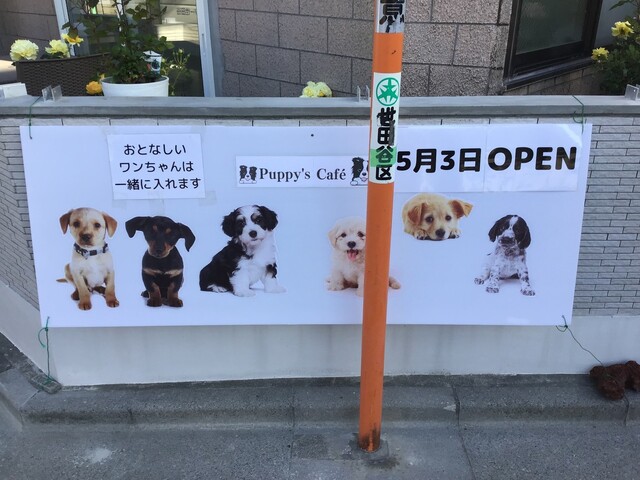 おとなしい
ワンちゃんは
一緒に入れます
Puppy's Café
世田谷区
5月3日 OPEN